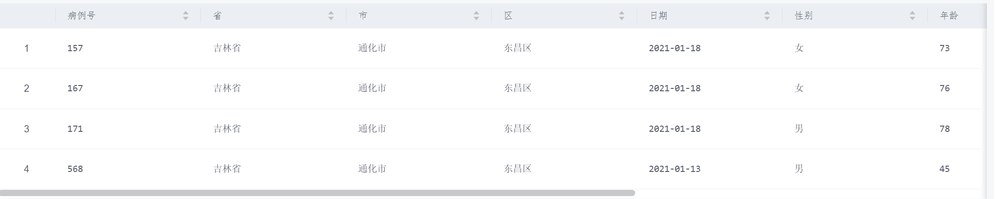 病例号 省 市 区 日期 性别 年龄
1 157 吉林省 通化市 东昌区 2021-01-18 女 73
2 167 吉林省 通化市 东昌区 2021-01-18 女 76
3 171 吉林省 通化市 东昌区 2021-01-18 男 78
4 568 吉林省 通化市 东昌区 2021-01-13 男 45